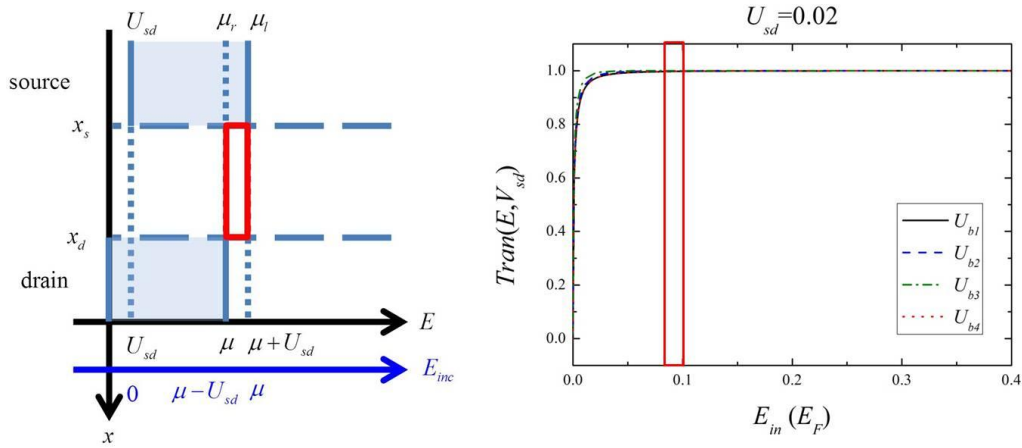 U_sd μ_r μ_l
source
x_s
x_d
drain
E
U_sd μ μ+U_sd
E_inc
0 μ−U_sd μ
x
U_sd=0.02
1.0
0.8
0.6
0.4
0.2
0.0
Tran(E,V_sd)
U_b1
U_b2
U_b3
U_b4
0.0 0.1 0.2 0.3 0.4
E_in (E_F)